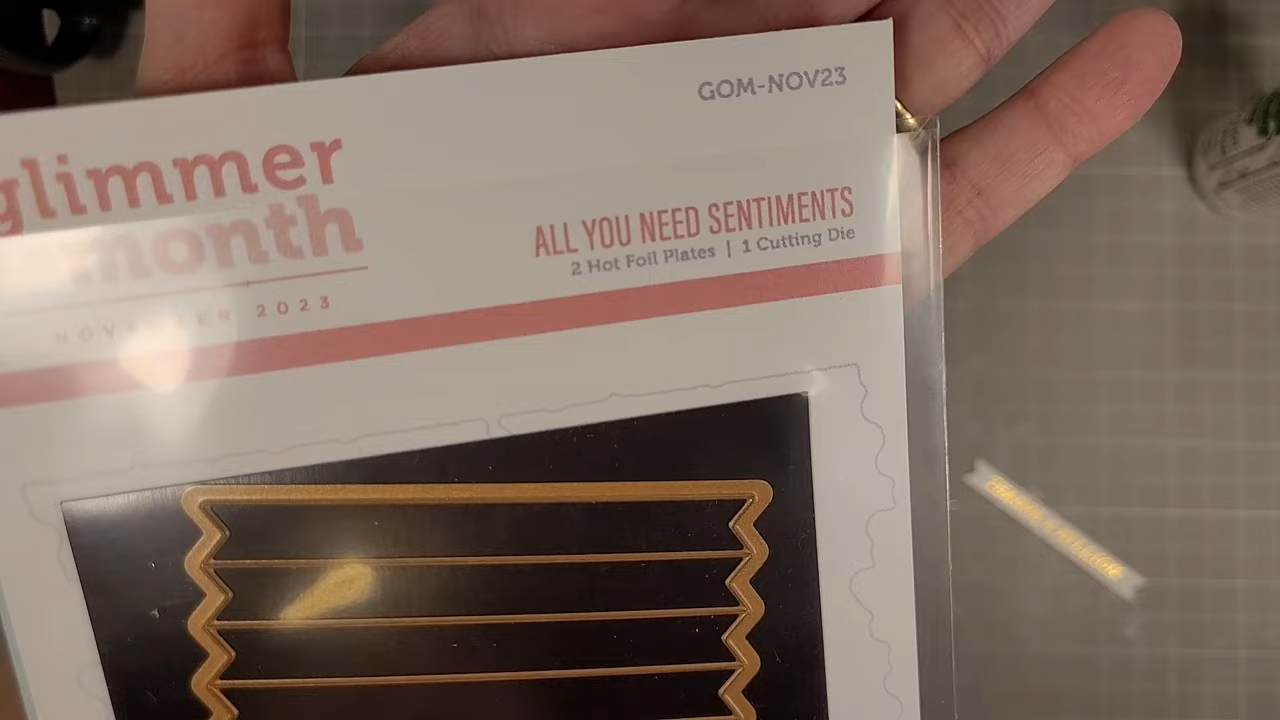 GOM-NOV23
glimmer
month
NOVEMBER 2023
ALL YOU NEED SENTIMENTS
2 Hot Foil Plates | 1 Cutting Die